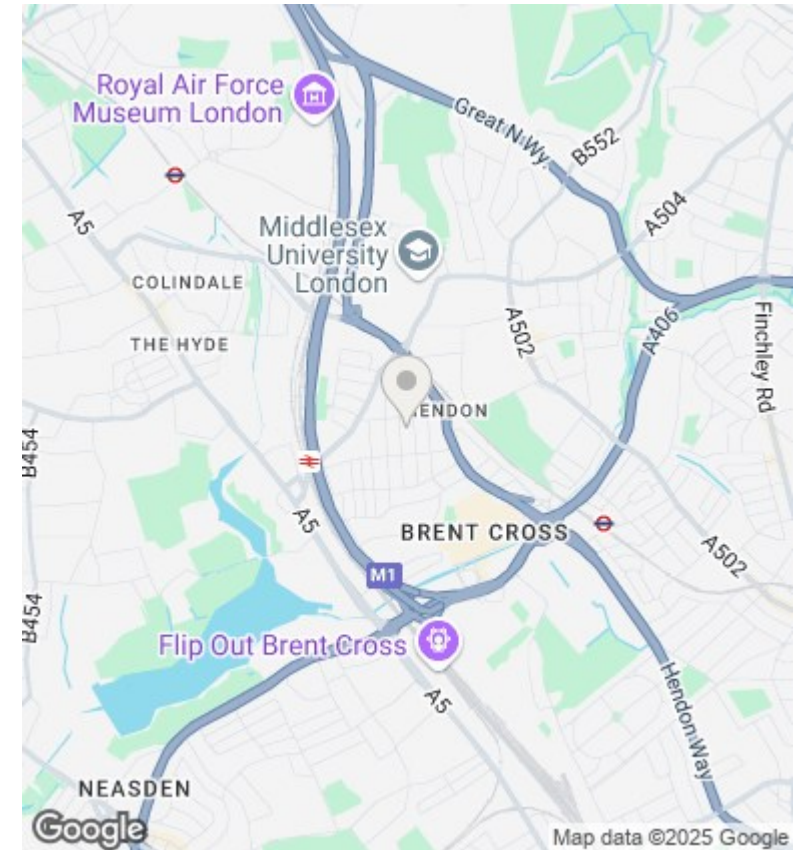 Royal Air Force
Museum London
Great N Wy.
B552
A5
A504
Middlesex
University
London
COLINDALE
A502
A406
THE HYDE
Finchley Rd
HENDON
B454
A5
BRENT CROSS
A502
M1
B454
Flip Out Brent Cross
A5
Hendon Way
NEASDEN
Google
Map data ©2025 Google